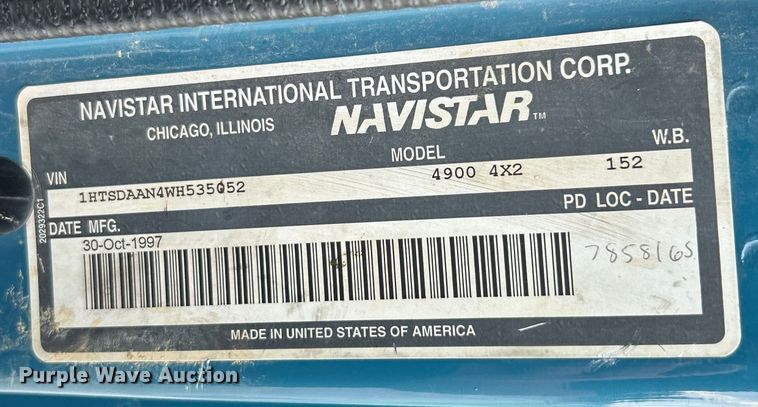 NAVISTAR INTERNATIONAL TRANSPORTATION CORP.
CHICAGO, ILLINOIS NAVISTAR™
VIN MODEL W.B.
1HTSDAAN4WH535052 4900 4X2 152
PD LOC - DATE
DATE MFG.
30-Oct-1997
785816S
2029322C1
MADE IN UNITED STATES OF AMERICA
Purple Wave Auction